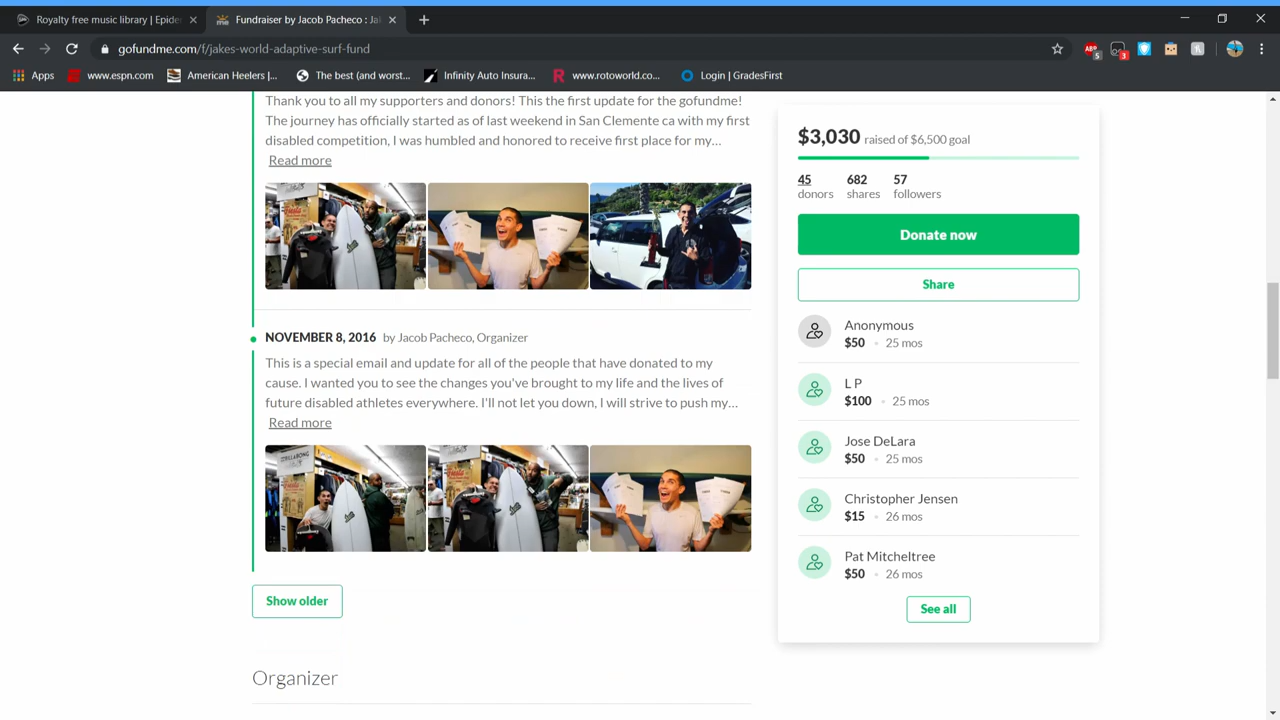 Royalty free music library | Epider
Fundraiser by Jacob Pacheco : Jak
gofundme.com/f/jakes-world-adaptive-surf-fund
5
3
Apps
www.espn.com
American Heelers |...
The best (and worst...
Infinity Auto Insura...
R
www.rotoworld.co...
Login | GradesFirst
Thank you to all my supporters and donors! This the first update for the gofundme!
The journey has officially started as of last weekend in San Clemente ca with my first
disabled competition, I was humbled and honored to receive first place for my...
Read more
NOVEMBER 8, 2016 by Jacob Pacheco, Organizer
This is a special email and update for all of the people that have donated to my
cause. I wanted you to see the changes you've brought to my life and the lives of
future disabled athletes everywhere. I'll not let you down, I will strive to push my...
Read more
BILLABONG
Show older
Organizer
$3,030 raised of $6,500 goal
45 682 57
donors shares followers
Donate now
Share
Anonymous
$50 • 25 mos
L P
$100 • 25 mos
Jose DeLara
$50 • 25 mos
Christopher Jensen
$15 • 26 mos
Pat Mitcheltree
$50 • 26 mos
See all